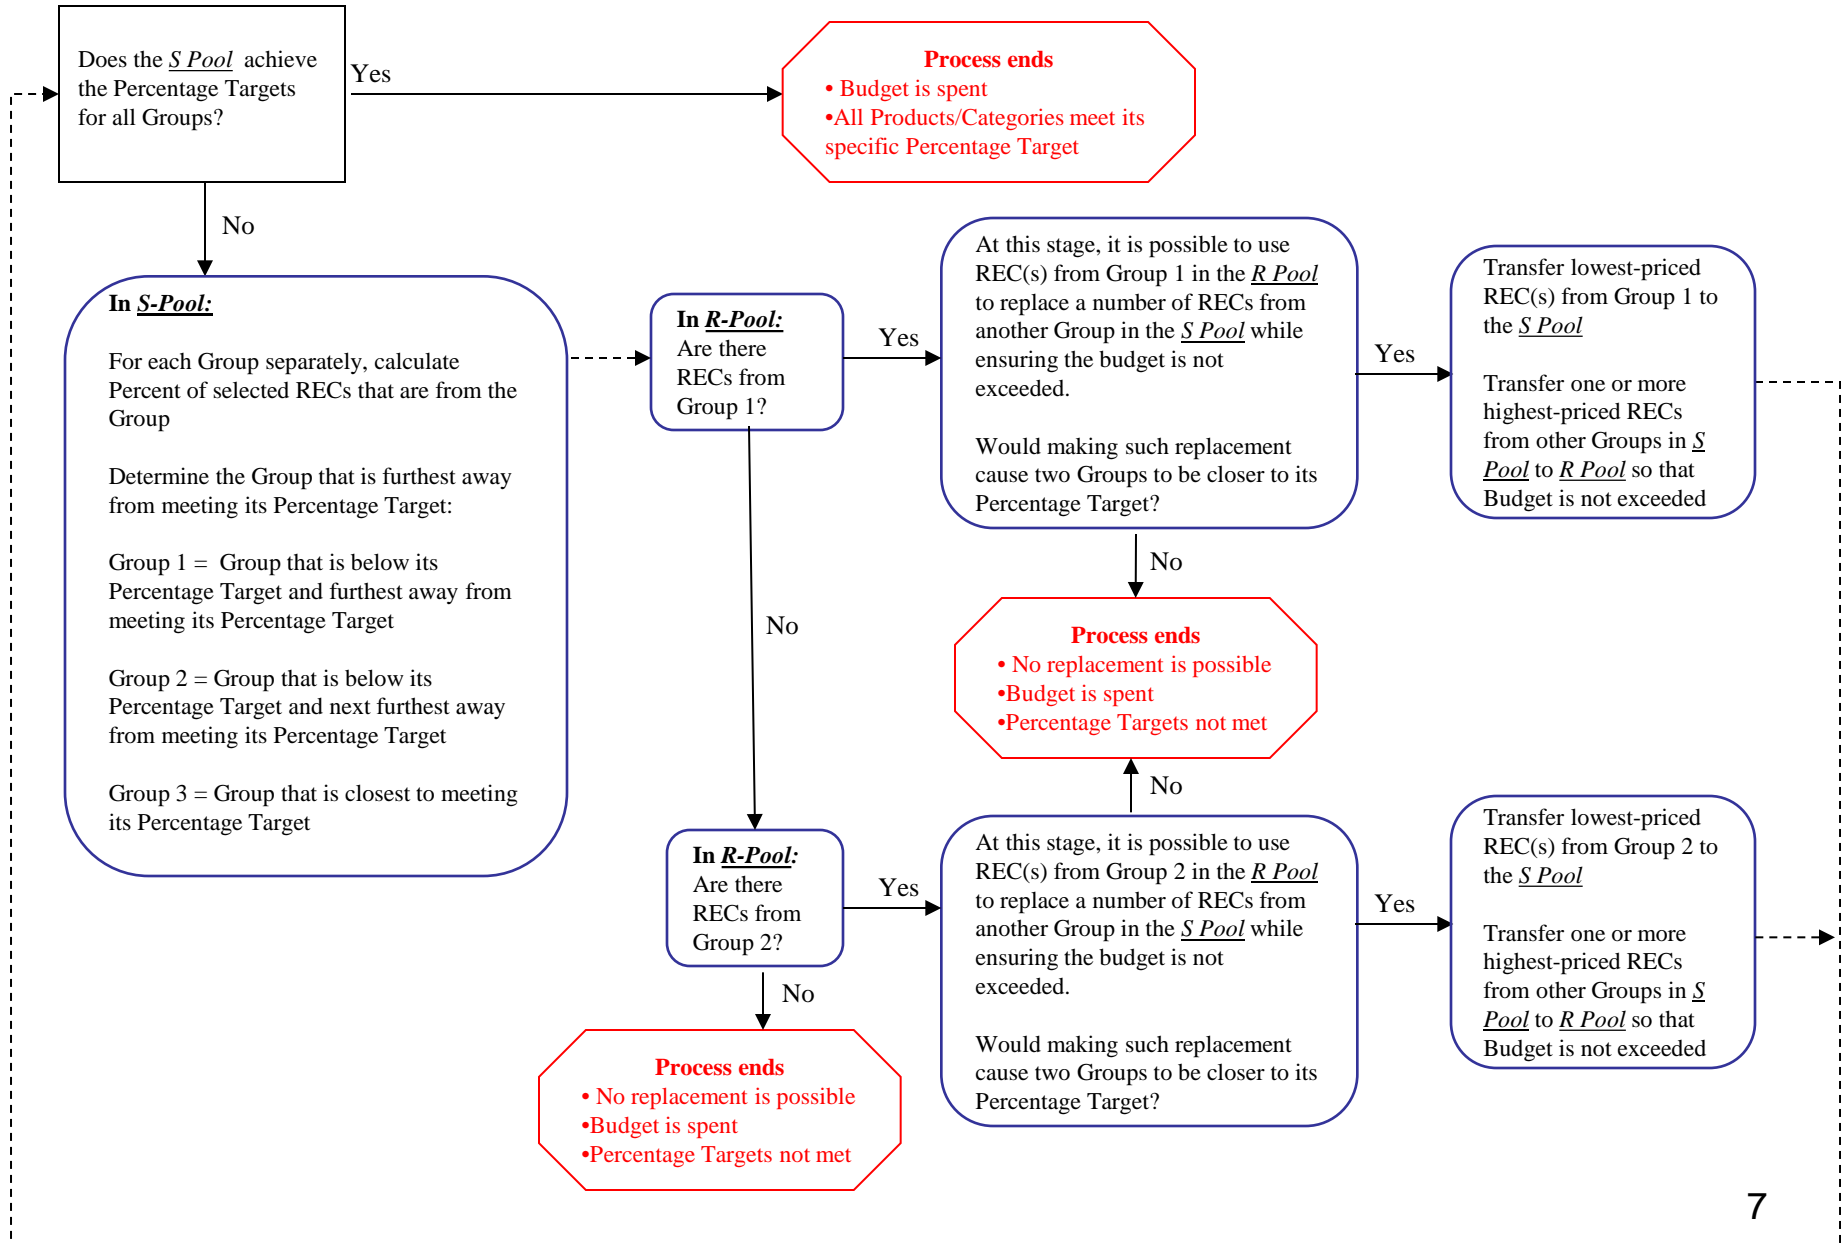 Does the S Pool achieve
the Percentage Targets
for all Groups?
Yes
Process ends
• Budget is spent
•All Products/Categories meet its
specific Percentage Target
No
In S-Pool:
For each Group separately, calculate
Percent of selected RECs that are from the
Group
Determine the Group that is furthest away
from meeting its Percentage Target:
Group 1 = Group that is below its
Percentage Target and furthest away from
meeting its Percentage Target
Group 2 = Group that is below its
Percentage Target and next furthest away
from meeting its Percentage Target
Group 3 = Group that is closest to meeting
its Percentage Target
In R-Pool:
Are there
RECs from
Group 1?
Yes
At this stage, it is possible to use
REC(s) from Group 1 in the R Pool
to replace a number of RECs from
another Group in the S Pool while
ensuring the budget is not
exceeded.
Would making such replacement
cause two Groups to be closer to its
Percentage Target?
Yes
Transfer lowest-priced
REC(s) from Group 1 to
the S Pool
Transfer one or more
highest-priced RECs
from other Groups in S
Pool to R Pool so that
Budget is not exceeded
No
No
Process ends
• No replacement is possible
•Budget is spent
•Percentage Targets not met
No
In R-Pool:
Are there
RECs from
Group 2?
Yes
At this stage, it is possible to use
REC(s) from Group 2 in the R Pool
to replace a number of RECs from
another Group in the S Pool while
ensuring the budget is not
exceeded.
Would making such replacement
cause two Groups to be closer to its
Percentage Target?
Yes
Transfer lowest-priced
REC(s) from Group 2 to
the S Pool
Transfer one or more
highest-priced RECs
from other Groups in S
Pool to R Pool so that
Budget is not exceeded
No
Process ends
• No replacement is possible
•Budget is spent
•Percentage Targets not met
7